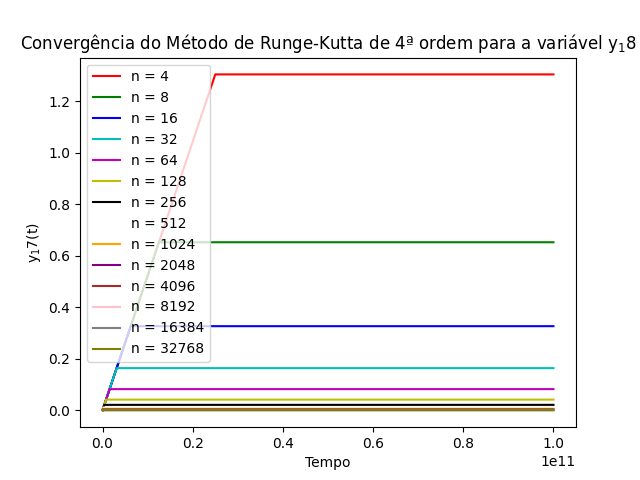 Convergência do Método de Runge-Kutta de 4ª ordem para a variável y₁8
n = 4
n = 8
n = 16
n = 32
n = 64
n = 128
n = 256
n = 512
n = 1024
n = 2048
n = 4096
n = 8192
n = 16384
n = 32768
y₁7(t)
1.2
1.0
0.8
0.6
0.4
0.2
0.0
0.0 0.2 0.4 0.6 0.8 1.0
1e11
Tempo